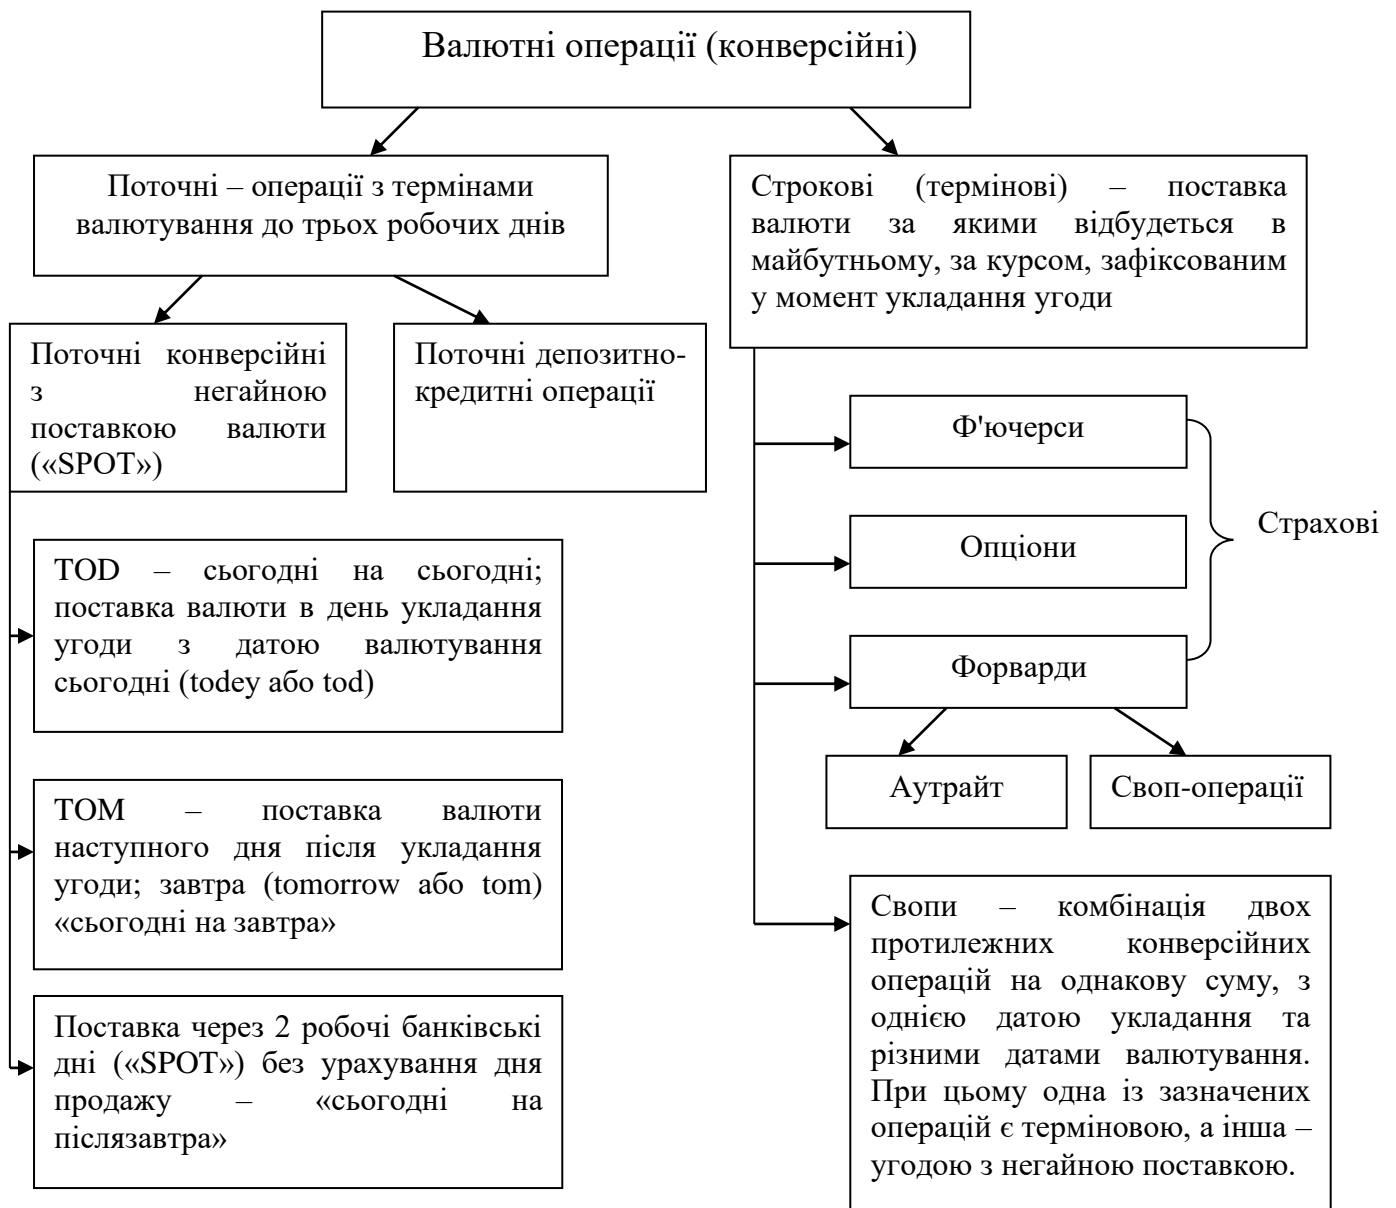 Валютні операції (конверсійні)
Поточні – операції з термінами
валютування до трьох робочих днів
Поточні конверсійні
з негайною
поставкою валюти
(«SPOT»)
Поточні депозитно-
кредитні операції
TOD – сьогодні на сьогодні;
поставка валюти в день укладання
угоди з датою валютування
сьогодні (todey або tod)
TOM – поставка валюти
наступного дня після укладання
угоди; завтра (tomorrow або tom)
«сьогодні на завтра»
Поставка через 2 робочі банківські
дні («SPOT») без урахування дня
продажу – «сьогодні на
післязавтра»
Строкові (термінові) – поставка
валюти за якими відбудеться в
майбутньому, за курсом, зафіксованим
у момент укладання угоди
Ф'ючерси
Опціони
Форварди
Страхові
Аутрайт
Своп-операції
Свопи – комбінація двох
протилежних конверсійних
операцій на однакову суму, з
однією датою укладання та
різними датами валютування.
При цьому одна із зазначених
операцій є терміновою, а інша –
угодою з негайною поставкою.